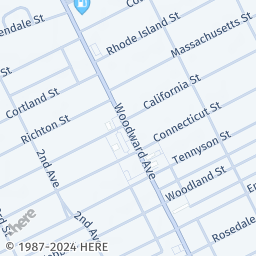 Rhode Island St
Massachusetts St
Cortland St
California St
Richton St
Woodward Ave
Connecticut St
2nd Ave
Tennyson St
Woodland St
2nd Ave
Rosedale
here
© 1987-2024 HERE